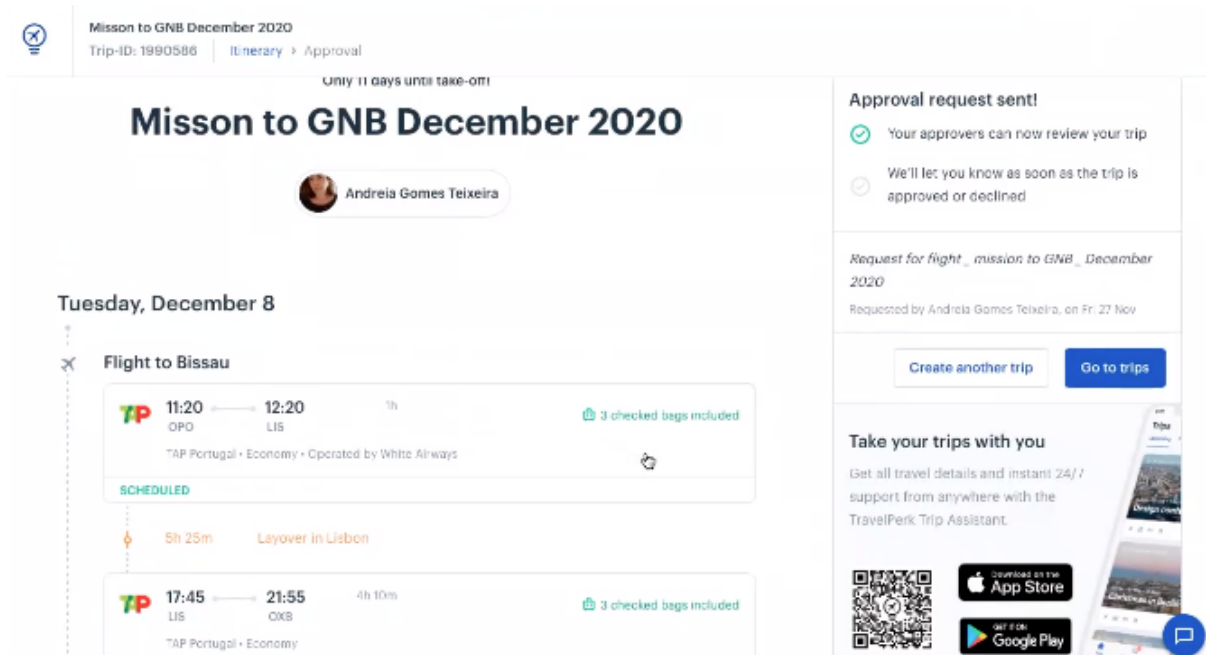 Misson to GNB December 2020
Trip-ID: 1990586 Itinerary > Approval
Only 11 days until take-off!
Misson to GNB December 2020
Andreia Gomes Teixeira
Tuesday, December 8
Flight to Bissau
TAP
11:20 12:20 1h
OPO LIS
3 checked bags included
TAP Portugal • Economy • Operated by White Airways
SCHEDULED
5h 25m Layover in Lisbon
TAP
17:45 21:55 4h 10m
LIS OXB
3 checked bags included
TAP Portugal • Economy
Approval request sent!
Your approvers can now review your trip
We'll let you know as soon as the trip is
approved or declined
Request for flight _ mission to GNB _ December
2020
Requested by Andreia Gomes Teixeira, on Fri 27 Nov
Create another trip Go to trips
Take your trips with you
Get all travel details and instant 24/7
support from anywhere with the
TravelPerk Trip Assistant.
Download on the
App Store
GET IT ON
Google Play
Trips